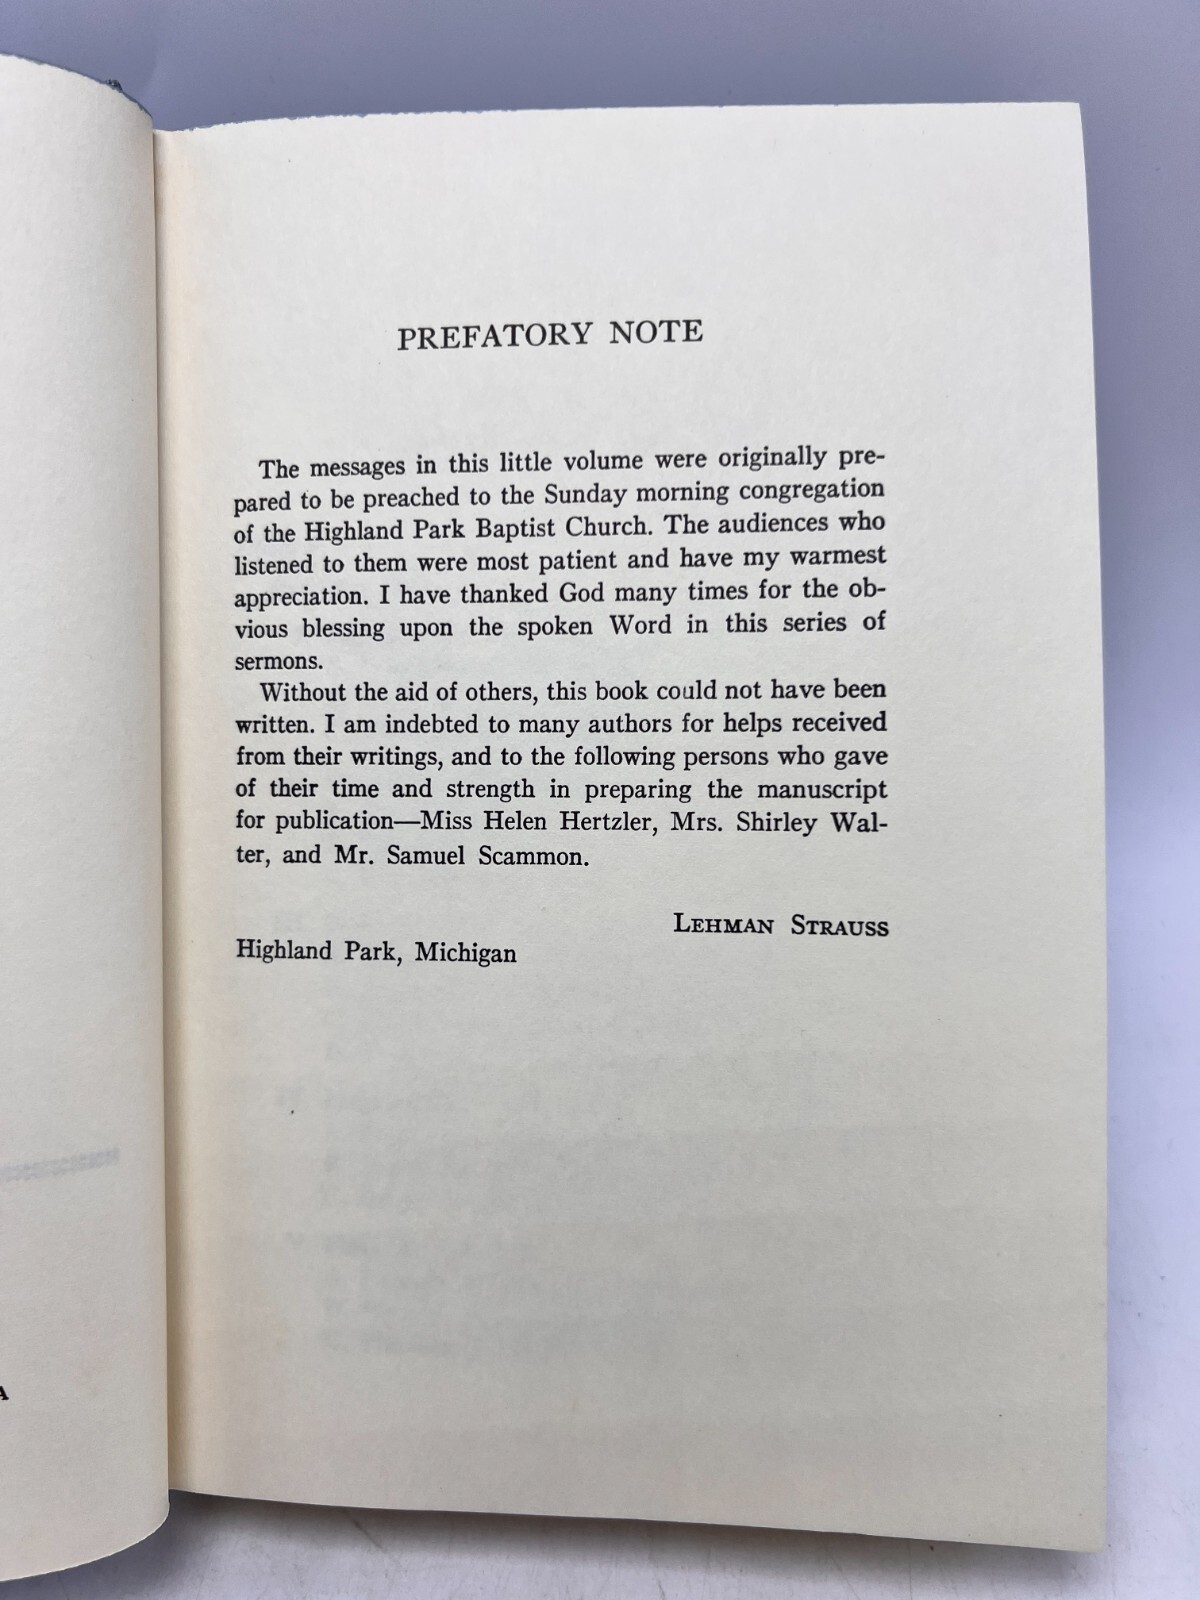 PREFATORY NOTE
The messages in this little volume were originally pre-
pared to be preached to the Sunday morning congregation
of the Highland Park Baptist Church. The audiences who
listened to them were most patient and have my warmest
appreciation. I have thanked God many times for the ob-
vious blessing upon the spoken Word in this series of
sermons.
Without the aid of others, this book could not have been
written. I am indebted to many authors for helps received
from their writings, and to the following persons who gave
of their time and strength in preparing the manuscript
for publication—Miss Helen Hertzler, Mrs. Shirley Wal-
ter, and Mr. Samuel Scammon.
LEHMAN STRAUSS
Highland Park, Michigan
A